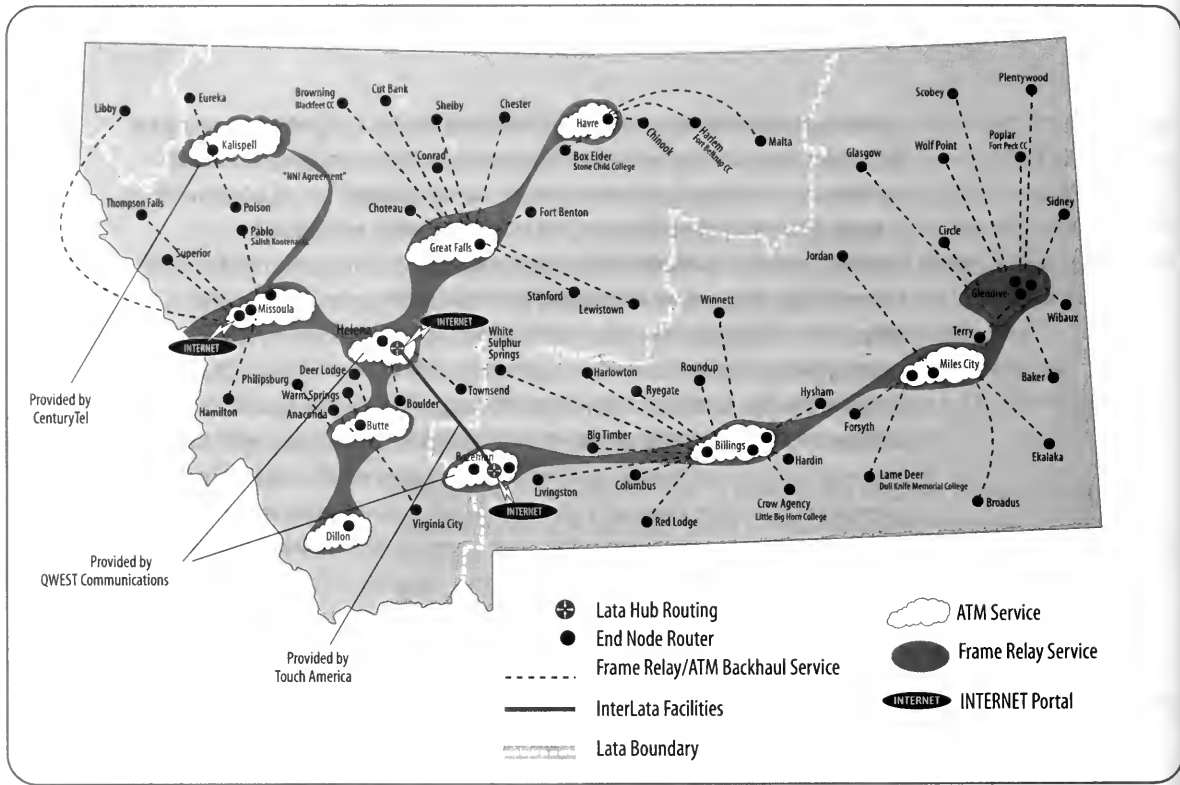 Libby
Eureka
Browning
Blackfeet CC
Cut Bank
Shelby
Chester
Havre
Chinook
Harlem
Fort Belknap CC
Malta
Box Elder
Stone Child College
Glasgow
Wolf Point
Scobey
Plentywood
Poplar
Fort Peck CC
Sidney
Kalispell
"NNI Agreement"
Conrad
Choteau
Fort Benton
Great Falls
Thompson Falls
Polson
Pablo
Salish Kootenai
Superior
Missoula
INTERNET
Stanford
Lewistown
Winnett
Jordan
Circle
Glendive
Wibaux
Terry
Baker
Helena
INTERNET
White
Sulphur
Springs
Harlowton
Ryegate
Roundup
Hysham
Miles City
Forsyth
Ekalaka
Provided by
CenturyTel
Hamilton
Philipsburg
Deer Lodge
Warm Springs
Anaconda
Boulder
Townsend
Butte
Big Timber
Billings
Hardin
Lame Deer
Dull Knife Memorial College
Broadus
Bozeman
Livingston
Columbus
Crow Agency
Little Big Horn College
INTERNET
Red Lodge
Virginia City
Dillon
Provided by
QWEST Communications
Provided by
Touch America
Lata Hub Routing
End Node Router
Frame Relay/ATM Backhaul Service
InterLata Facilities
Lata Boundary
ATM Service
Frame Relay Service
INTERNET
INTERNET Portal